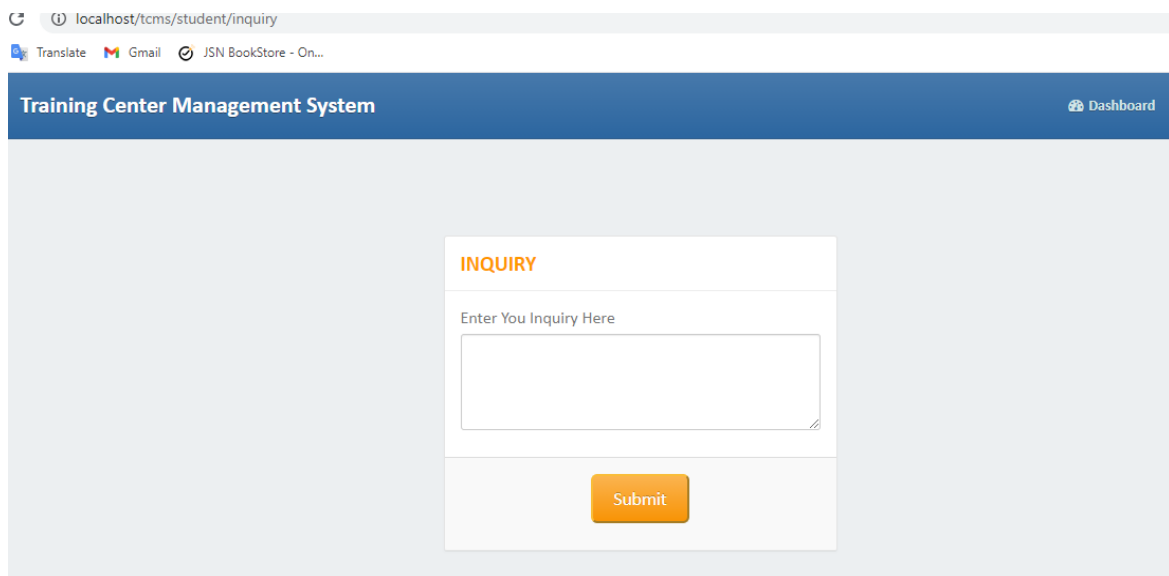 localhost/tcms/student/inquiry
Translate Gmail JSN BookStore - On...
Training Center Management System Dashboard
INQUIRY
Enter You Inquiry Here
Submit